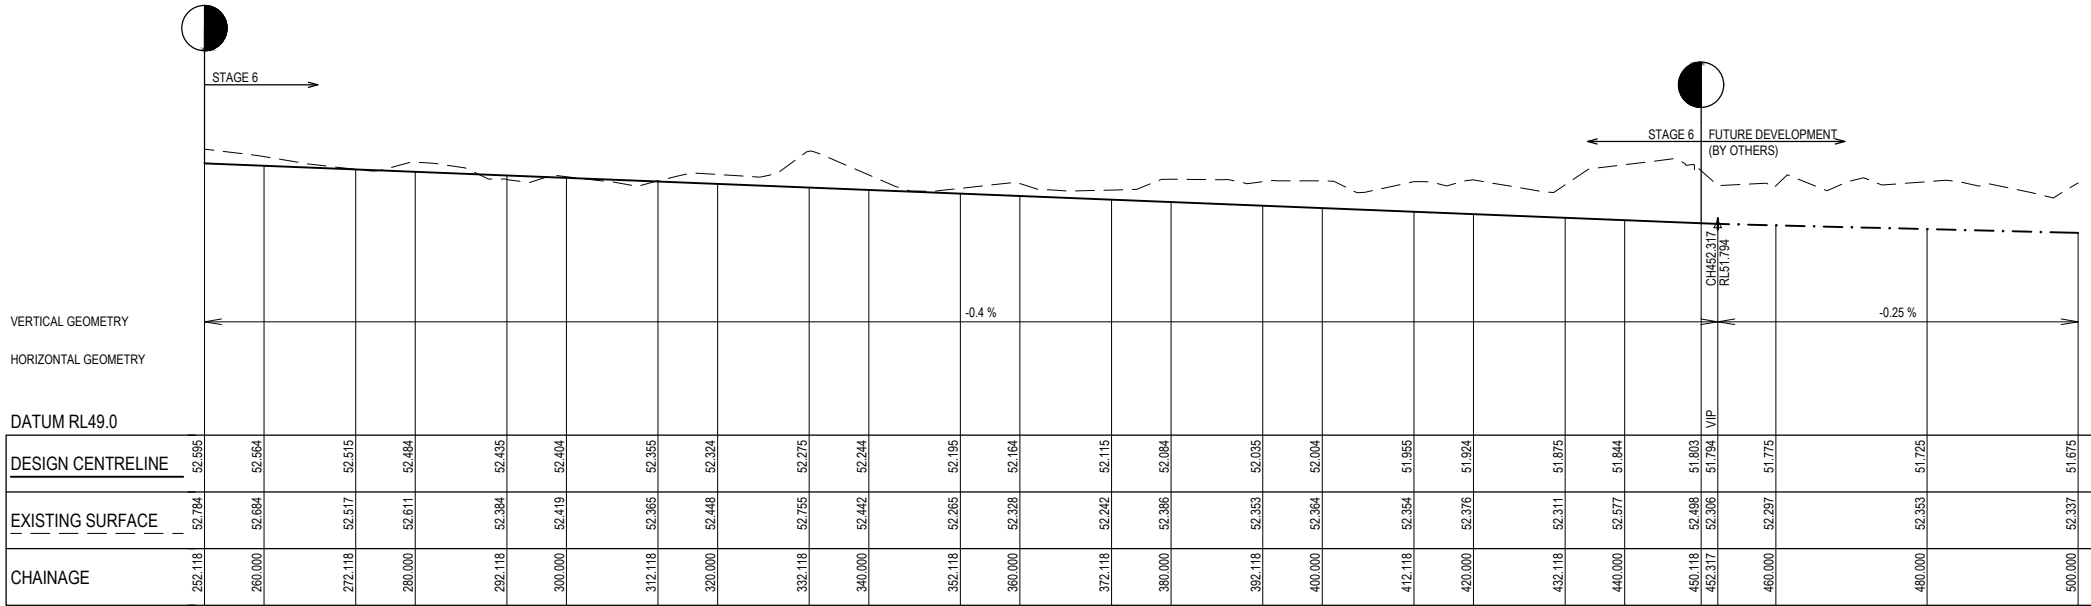 STAGE 6
STAGE 6
FUTURE DEVELOPMENT
(BY OTHERS)
CH452.317
RL51.794
VERTICAL GEOMETRY
-0.4 %
-0.25 %
HORIZONTAL GEOMETRY
DATUM RL49.0
VIP
DESIGN CENTRELINE 52.595 52.564 52.515 52.484 52.435 52.404 52.355 52.324 52.275 52.244 52.195 52.164 52.115 52.084 52.035 52.004 51.955 51.924 51.875 51.844 51.803 51.794 51.775 51.725 51.675
EXISTING SURFACE 52.784 52.684 52.517 52.611 52.384 52.419 52.365 52.448 52.755 52.442 52.265 52.328 52.242 52.386 52.353 52.364 52.354 52.376 52.311 52.577 52.498 52.306 52.297 52.353 52.337
CHAINAGE 252.118 260.000 272.118 280.000 292.118 300.000 312.118 320.000 332.118 340.000 352.118 360.000 372.118 380.000 392.118 400.000 412.118 420.000 432.118 440.000 450.118 452.317 460.000 480.000 500.000